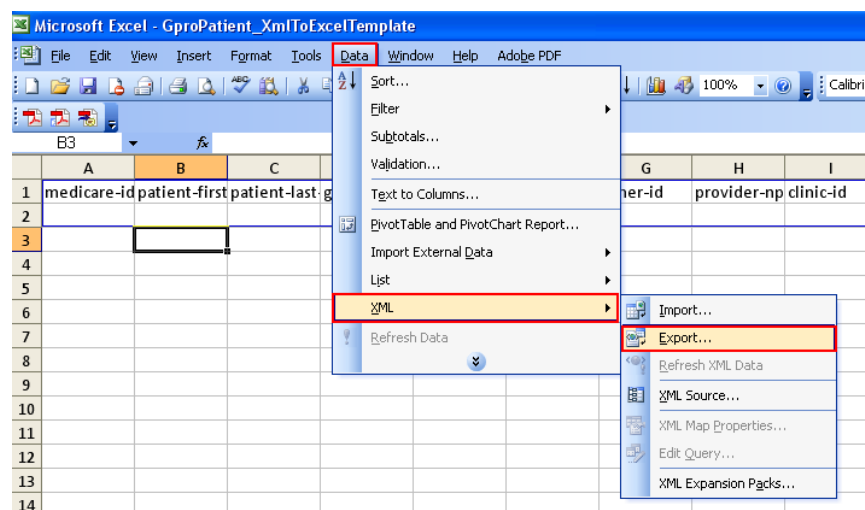 Microsoft Excel - GproPatient_XmlToExcelTemplate
File Edit View Insert Format Tools Data Window Help Adobe PDF
100% Calibri
B3 fx
A B C G H I
1 medicare-id patient-first patient-last- g ner-id provider-np clinic-id
2
3
4
5
6
7
8
9
10
11
12
13
14
Sort...
Filter
Subtotals...
Validation...
Text to Columns...
PivotTable and PivotChart Report...
Import External Data
List
XML
Refresh Data
Import...
Export...
Refresh XML Data
XML Source...
XML Map Properties...
Edit Query...
XML Expansion Packs...